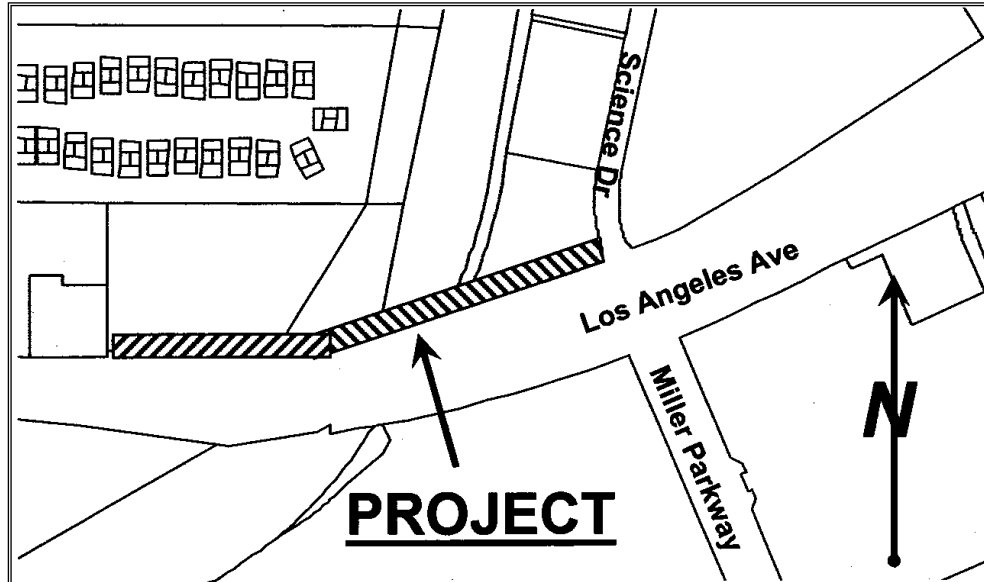 Science Dr
Los Angeles Ave
Miller Parkway
N
PROJECT